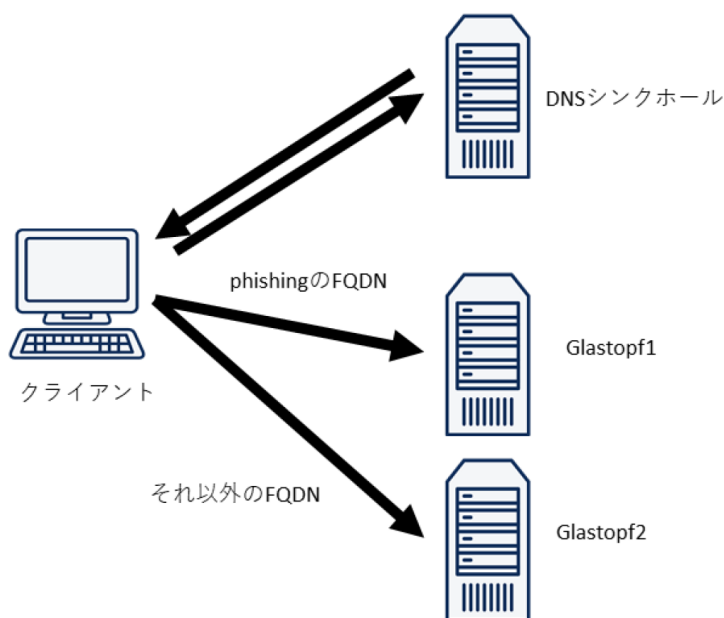 DNSシンクホール
phishingのFQDN
Glastopf1
クライアント
それ以外のFQDN
Glastopf2